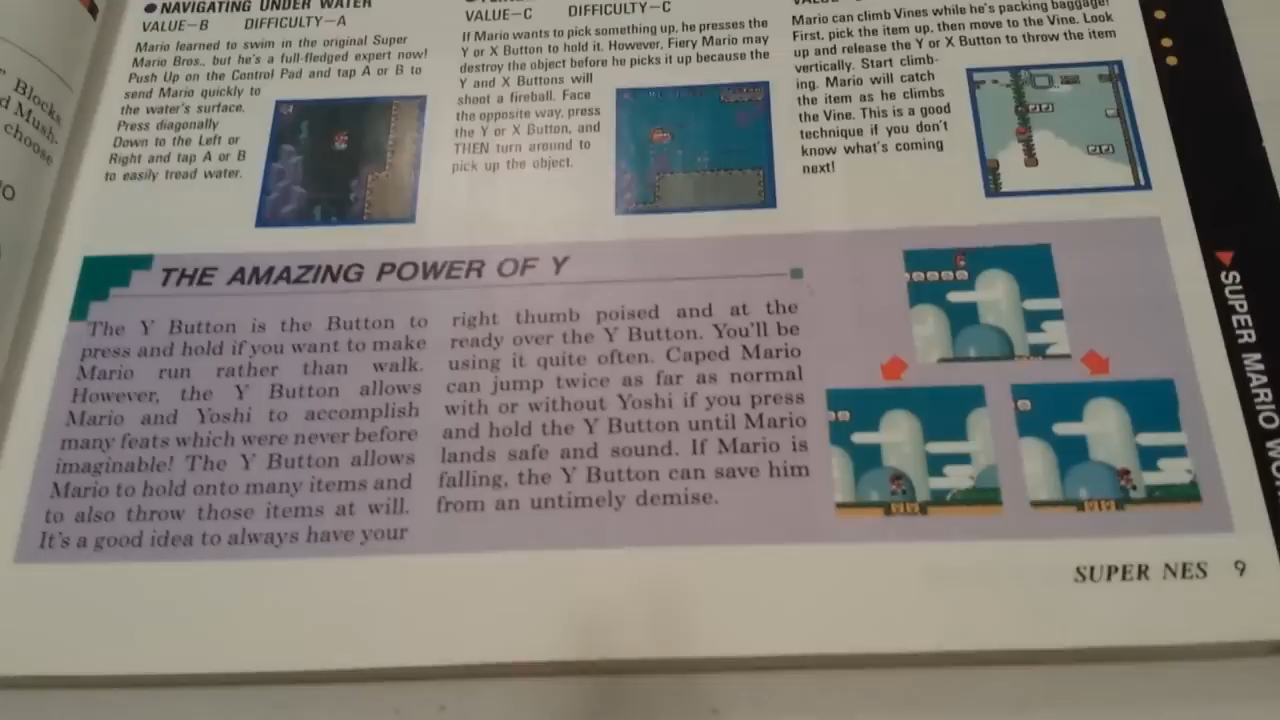 ● NAVIGATING UNDER WATER
VALUE–B DIFFICULTY–A
Mario learned to swim in the original Super
Mario Bros., but he's a full-fledged expert now!
Push Up on the Control Pad and tap A or B to
send Mario quickly to
the water's surface.
Press diagonally
Down to the Left or
Right and tap A or B
to easily tread water.
VALUE–C DIFFICULTY–C
If Mario wants to pick something up, he presses the
Y or X Button to hold it. However, Fiery Mario may
destroy the object before he picks it up because the
Y and X Buttons will
shoot a fireball. Face
the opposite way, press
the Y or X Button, and
THEN turn around to
pick up the object.
Mario can climb Vines while he's packing baggage!
First, pick the item up, then move to the Vine. Look
up and release the Y or X Button to throw the item
vertically. Start climb-
ing. Mario will catch
the item as he climbs
the Vine. This is a good
technique if you don't
know what's coming
next!
Blocks
d Mush-
choose
THE AMAZING POWER OF Y
The Y Button is the Button to
press and hold if you want to make
Mario run rather than walk.
However, the Y Button allows
Mario and Yoshi to accomplish
many feats which were never before
imaginable! The Y Button allows
Mario to hold onto many items and
to also throw those items at will.
It's a good idea to always have your
right thumb poised and at the
ready over the Y Button. You'll be
using it quite often. Caped Mario
can jump twice as far as normal
with or without Yoshi if you press
and hold the Y Button until Mario
lands safe and sound. If Mario is
falling, the Y Button can save him
from an untimely demise.
▶SUPER MARIO WOR
SUPER NES 9